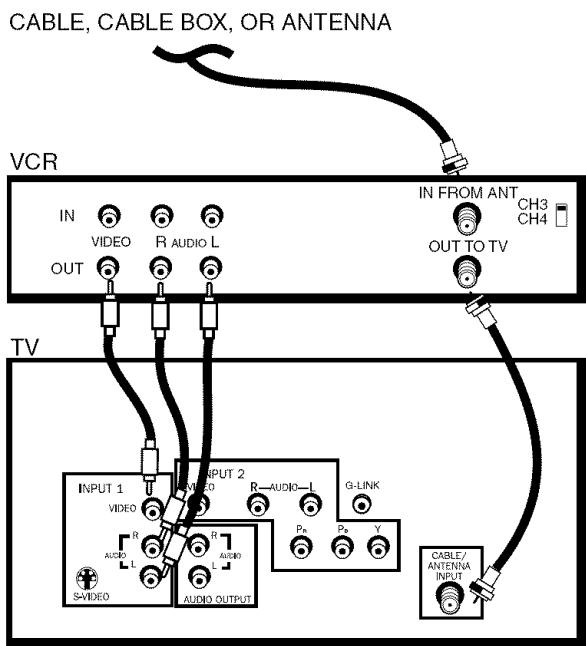 CABLE, CABLE BOX, OR ANTENNA
VCR
IN FROM ANT
CH3
CH4
IN
VIDEO R AUDIO L
OUT TO TV
OUT
TV
INPUT 1
INPUT 2
VIDEO R AUDIO L G-LINK
VIDEO
PR PB Y
R
AUDIO
L
R
AUDIO
L
S-VIDEO
AUDIO OUTPUT
CABLE/
ANTENNA
INPUT